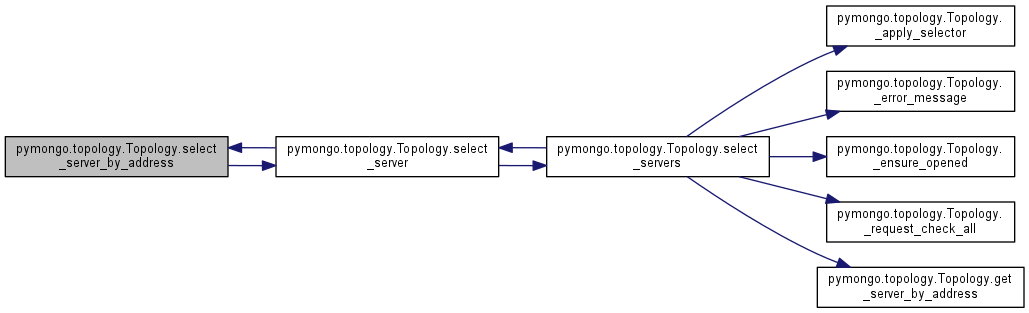 pymongo.topology.Topology.select
_server_by_address
pymongo.topology.Topology.select
_server
pymongo.topology.Topology.select
_servers
pymongo.topology.Topology.
_apply_selector
pymongo.topology.Topology.
_error_message
pymongo.topology.Topology.
_ensure_opened
pymongo.topology.Topology.
_request_check_all
pymongo.topology.Topology.get
_server_by_address